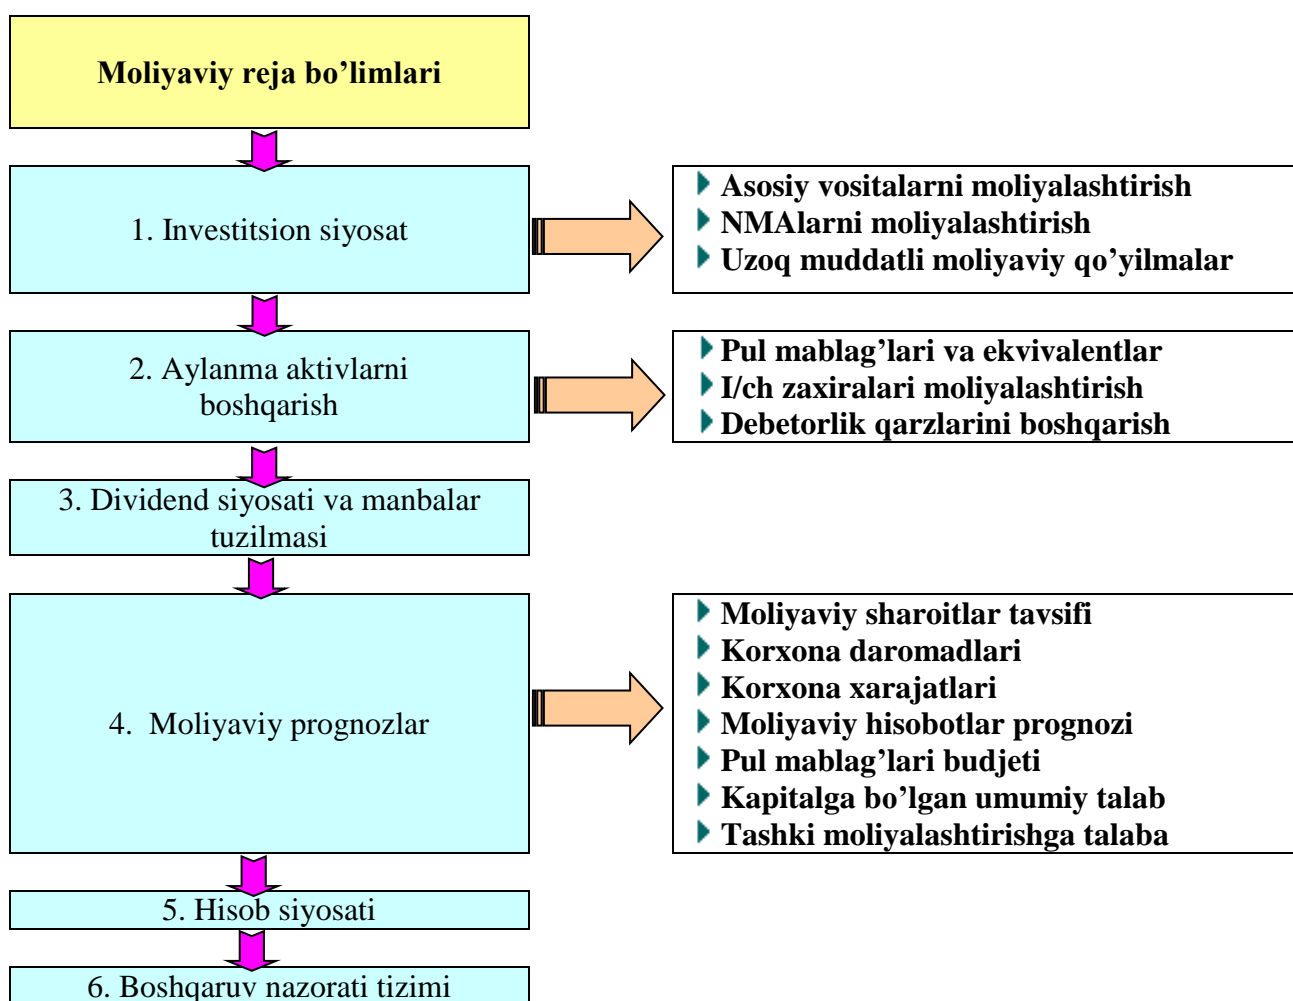 Moliyaviy reja bo’limlari
1. Investitsion siyosat
Asosiy vositalarni moliyalashtirish
NMAlarni moliyalashtirish
Uzoq muddatli moliyaviy qo’yilmalar
2. Aylanma aktivlarni
boshqarish
Pul mablag’lari va ekvivalentlar
I/ch zaxiralari moliyalashtirish
Debetorlik qarzlarini boshqarish
3. Dividend siyosati va manbalar
tuzilmasi
4. Moliyaviy prognozlar
Moliyaviy sharoitlar tavsifi
Korxona daromadlari
Korxona xarajatlari
Moliyaviy hisobotlar prognozi
Pul mablag’lari budjeti
Kapitalga bo’lgan umumiy talab
Tashki moliyalashtirishga talaba
5. Hisob siyosati
6. Boshqaruv nazorati tizimi